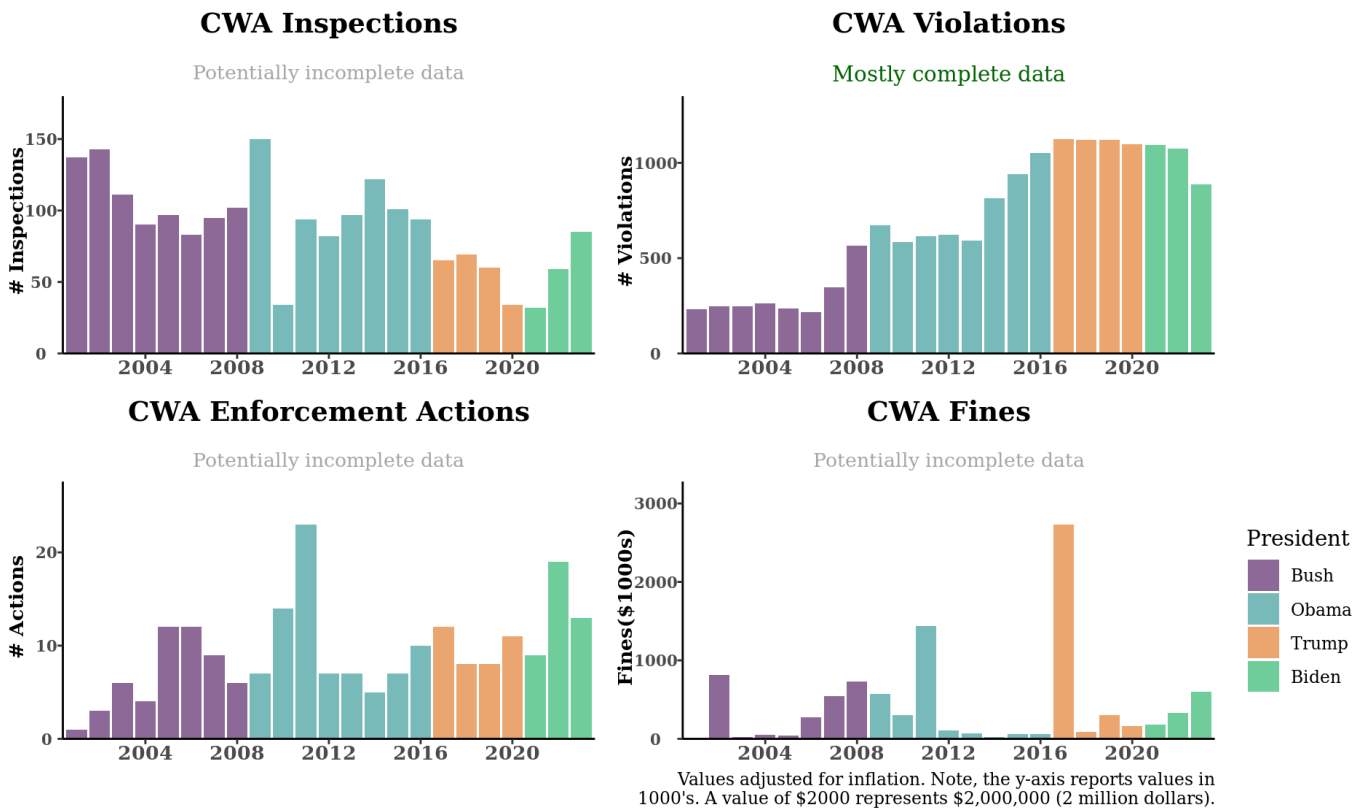 CWA Inspections
Potentially incomplete data
# Inspections
150
100
50
0
2004 2008 2012 2016 2020
CWA Violations
Mostly complete data
# Violations
1000
500
0
2004 2008 2012 2016 2020
CWA Enforcement Actions
Potentially incomplete data
# Actions
20
10
0
2004 2008 2012 2016 2020
CWA Fines
Potentially incomplete data
Fines($1000s)
3000
2000
1000
0
2004 2008 2012 2016 2020
President
Bush
Obama
Trump
Biden
Values adjusted for inflation. Note, the y-axis reports values in
1000's. A value of $2000 represents $2,000,000 (2 million dollars).